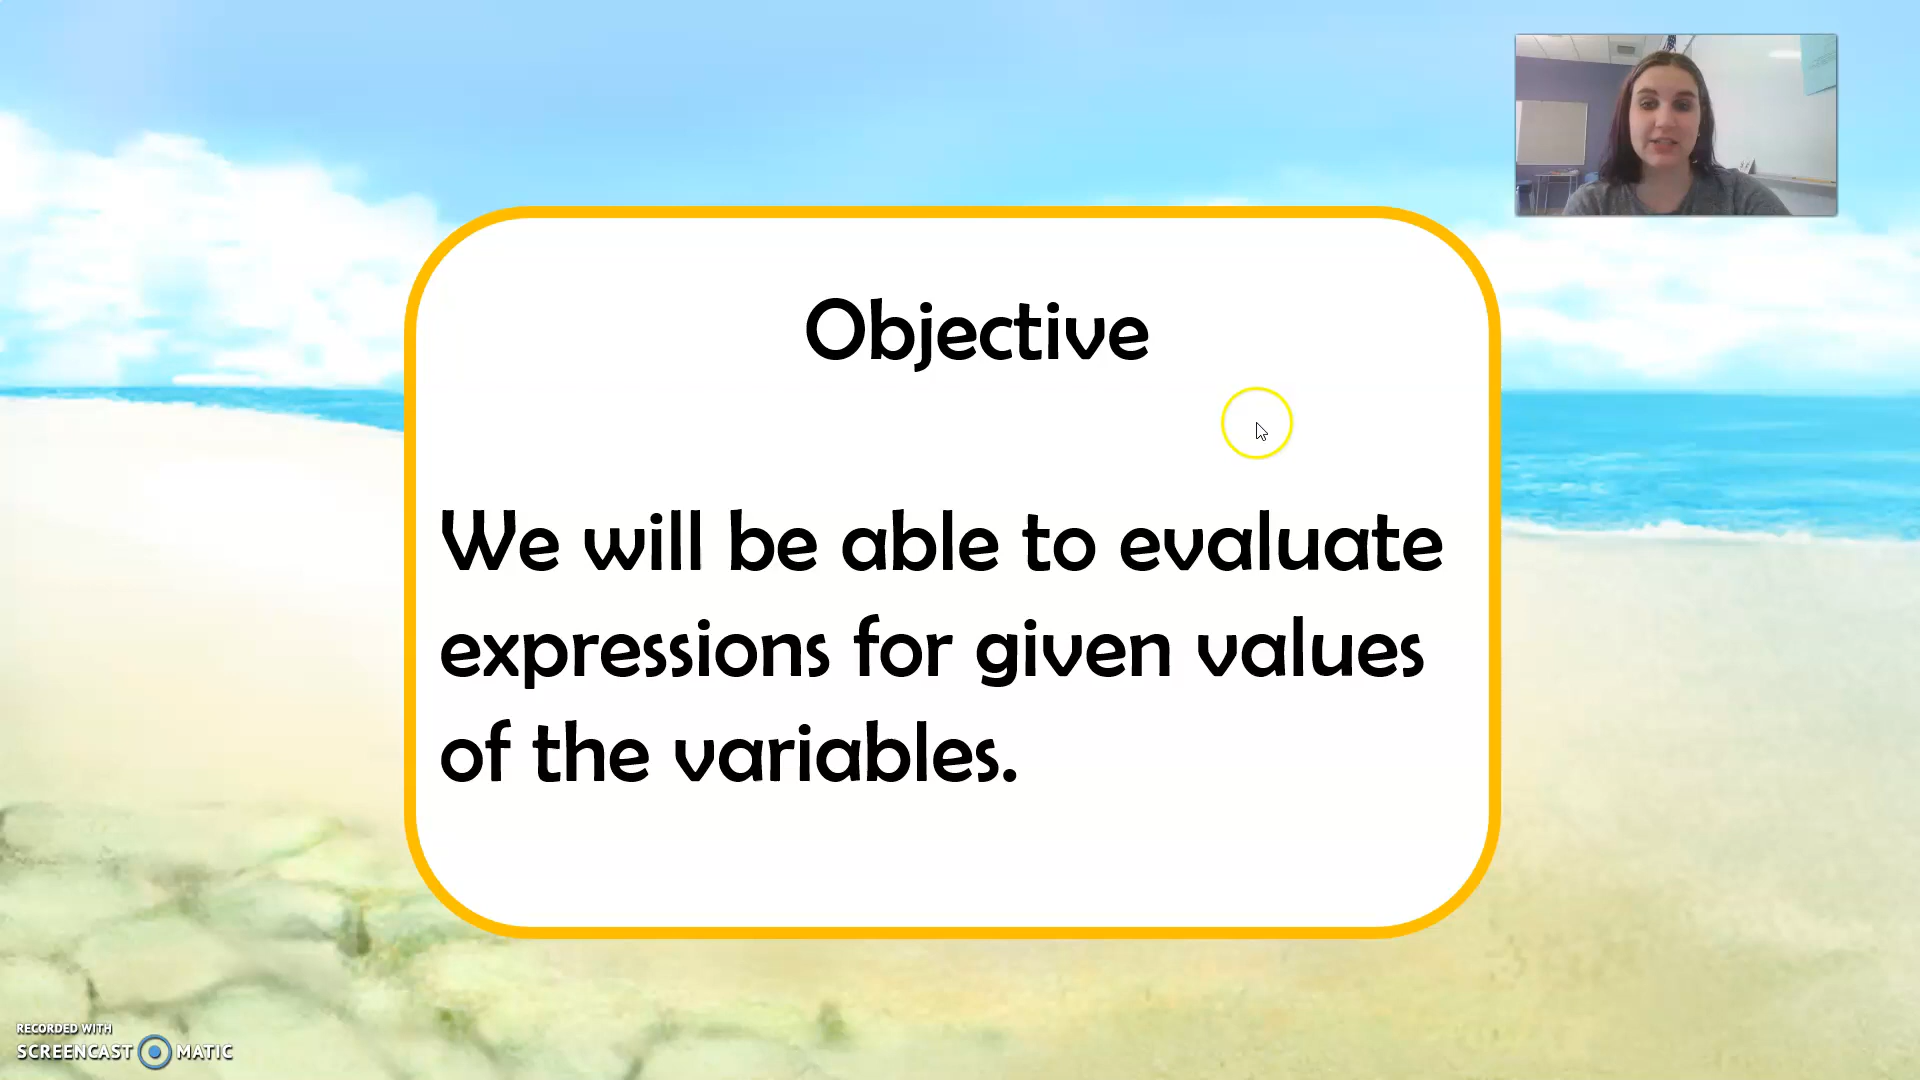 Objective
We will be able to evaluate
expressions for given values
of the variables.
RECORDED WITH
SCREENCAST MATIC